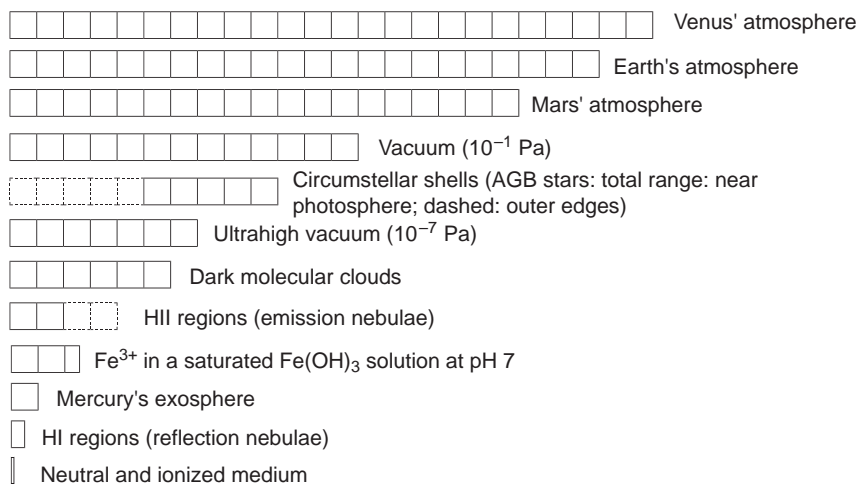 Venus' atmosphere
Earth's atmosphere
Mars' atmosphere
Vacuum (10⁻¹ Pa)
Circumstellar shells (AGB stars: total range: near
photosphere; dashed: outer edges)
Ultrahigh vacuum (10⁻⁷ Pa)
Dark molecular clouds
HII regions (emission nebulae)
Fe³⁺ in a saturated Fe(OH)₃ solution at pH 7
Mercury's exosphere
HI regions (reflection nebulae)
Neutral and ionized medium